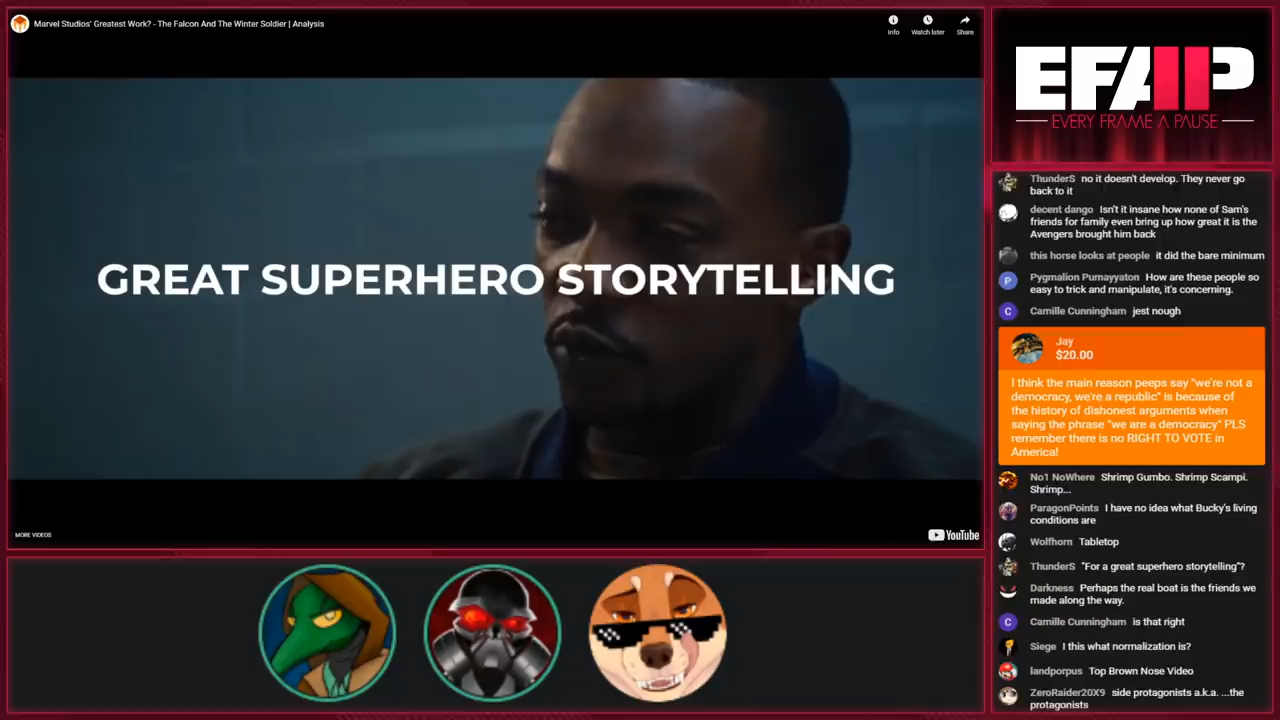 Marvel Studios' Greatest Work? - The Falcon And The Winter Soldier | Analysis
Info
Watch later
Share
GREAT SUPERHERO STORYTELLING
MORE VIDEOS
YouTube
EFAP
EVERY FRAME A PAUSE
ThunderS no it doesn't develop. They never go
back to it
decent dango Isn't it insane how none of Sam's
friends for family even bring up how great it is the
Avengers brought him back
this horse looks at people it did the bare minimum
P
Pygmalion Pumayyaton How are these people so
easy to trick and manipulate, it's concerning.
C
Camille Cunningham jest nough
Jay
$20.00
I think the main reason peeps say "we're not a
democracy, we're a republic" is because of
the history of dishonest arguments when
saying the phrase "we are a democracy" PLS
remember there is no RIGHT TO VOTE in
America!
No1 NoWhere Shrimp Gumbo. Shrimp Scampi.
Shrimp...
ParagonPoints I have no idea what Bucky's living
conditions are
Wolfhorn Tabletop
ThunderS "For a great superhero storytelling"?
Darkness Perhaps the real boat is the friends we
made along the way.
C
Camille Cunningham is that right
Siege I this what normalization is?
landporpus Top Brown Nose Video
ZeroRaider20X9 side protagonists a.k.a. ...the
protagonists